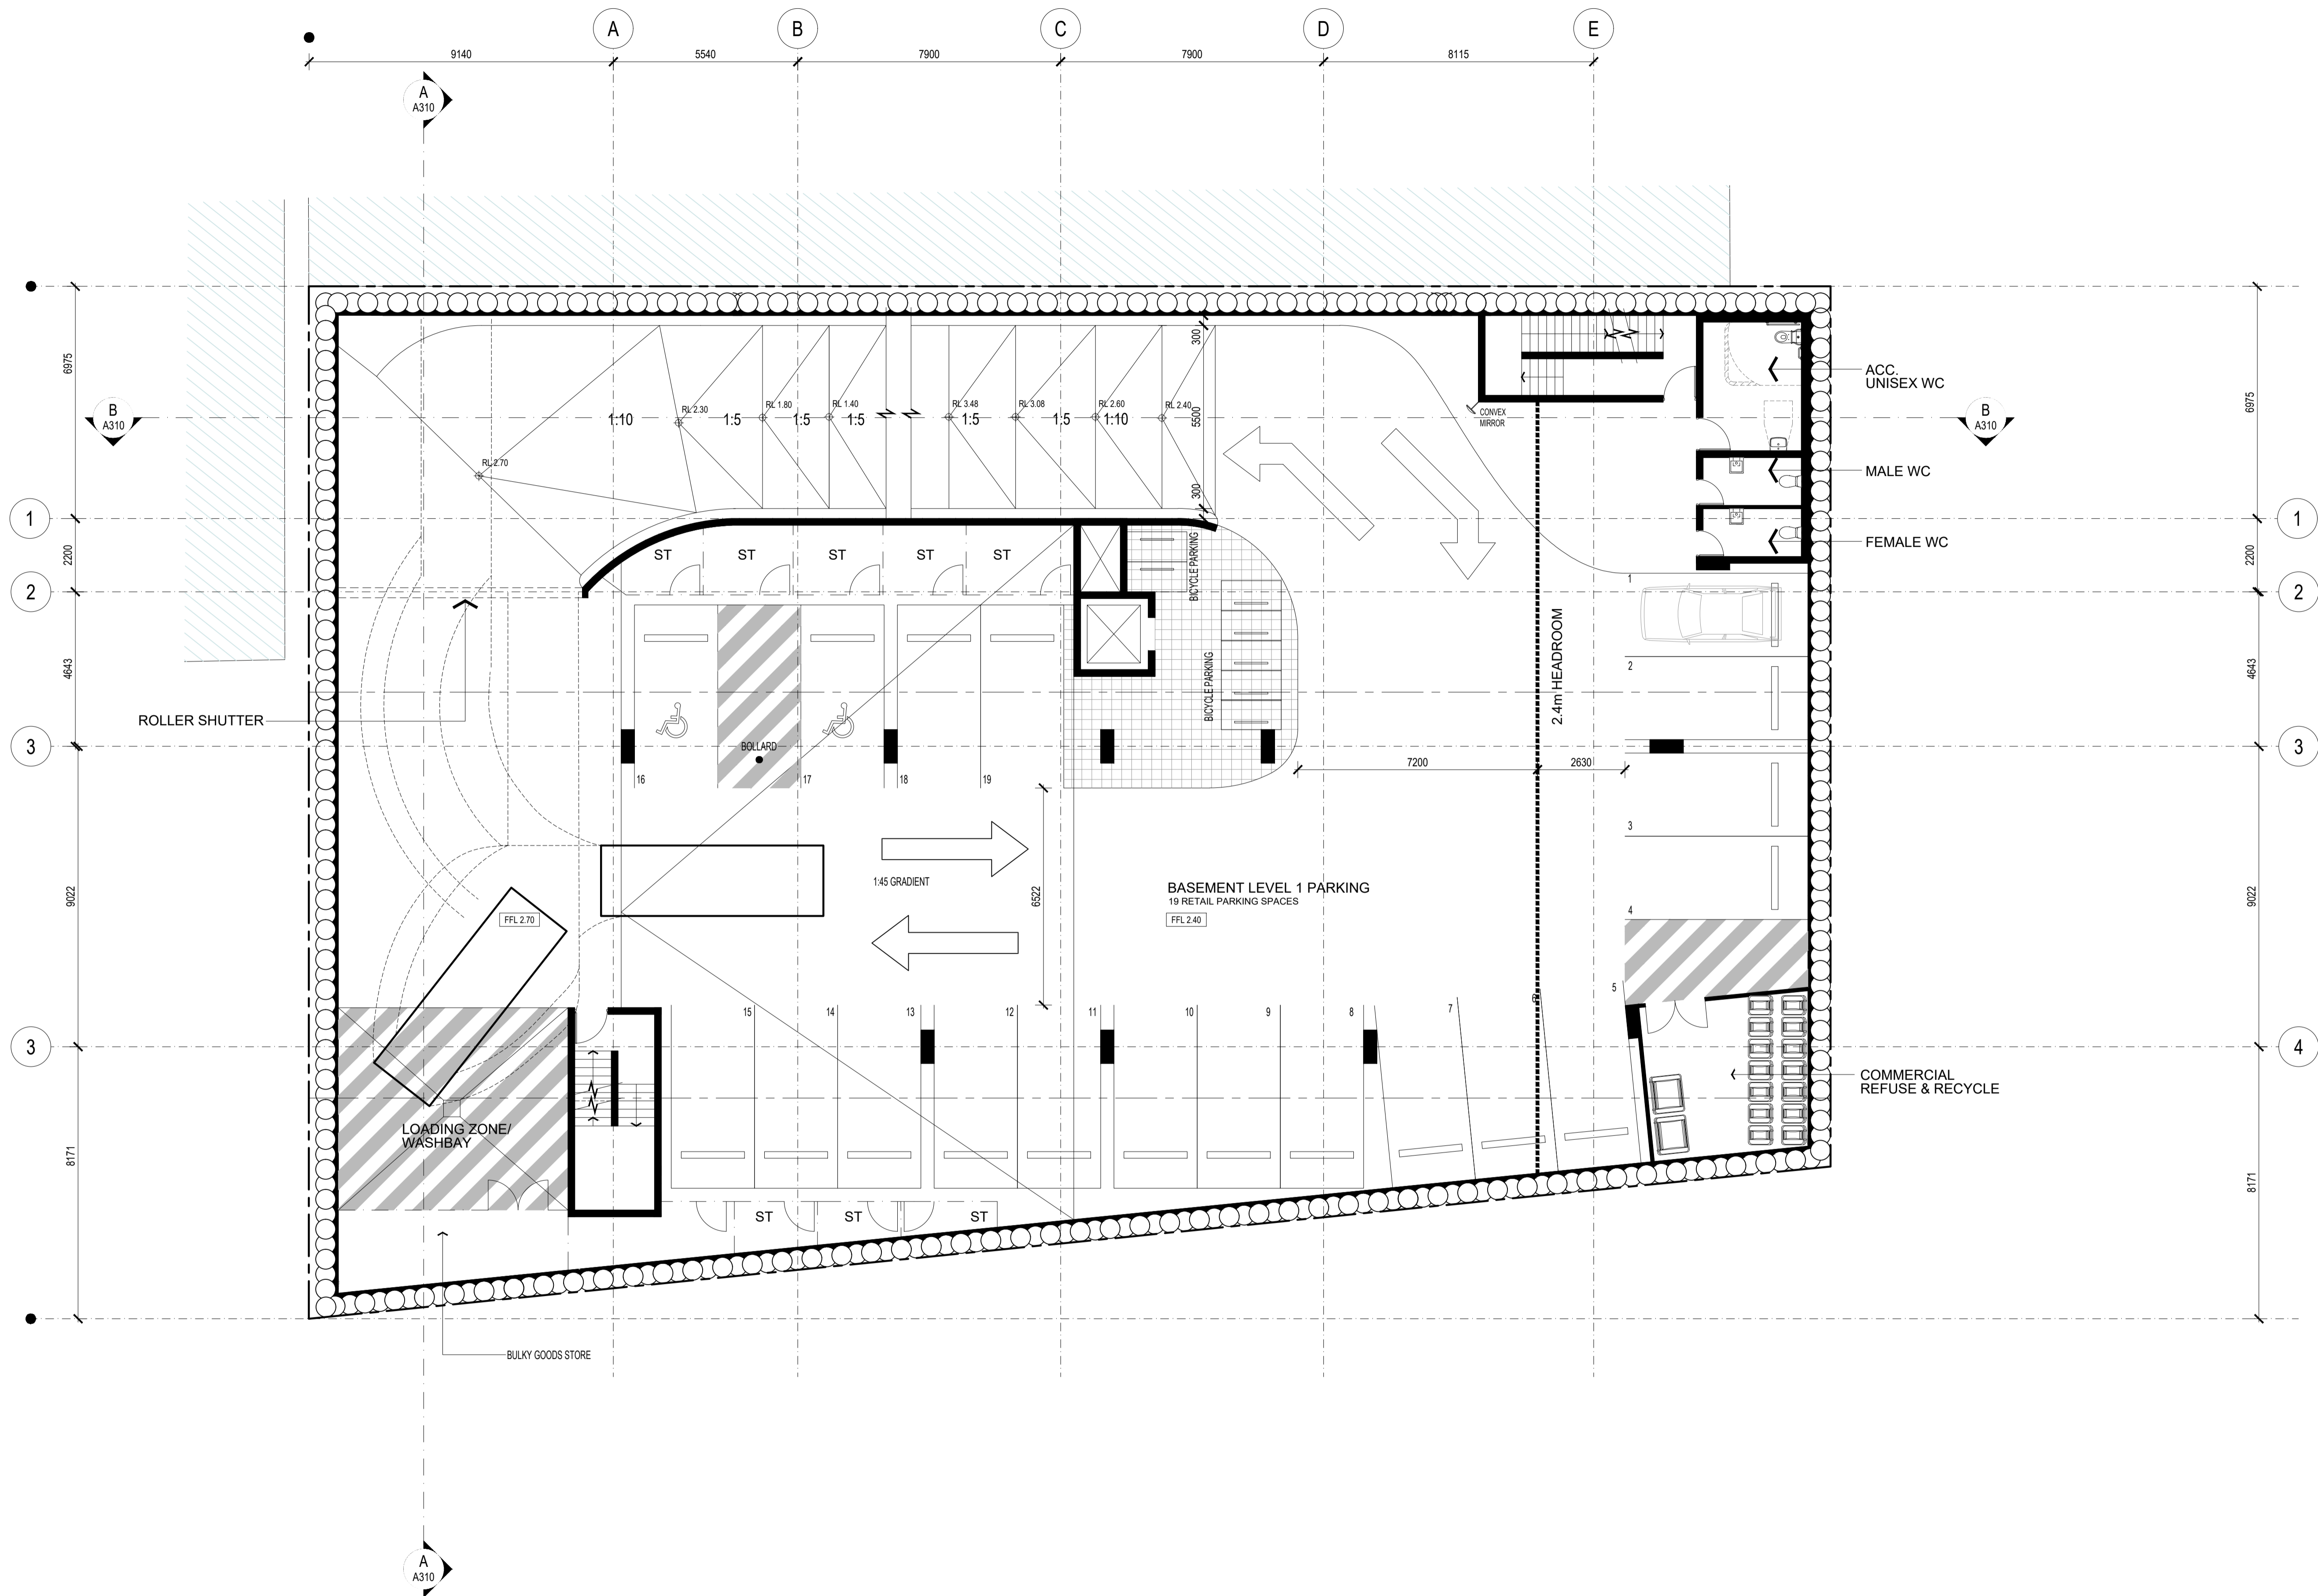 A
B
C
D
E
9140
5540
7900
7900
8115
A
A310
6975
6975
300
ACC.
UNISEX WC
B
A310
1:10
RL 2.30
1:5
RL 1.80
1:5
RL 1.40
1:5
RL 3.48
1:5
RL 3.08
1:5
RL 2.60
1:10
RL 2.40
5500
CONVEX
MIRROR
B
A310
RL 2.70
MALE WC
300
1
1
FEMALE WC
2200
2200
ST
ST
ST
ST
ST
BICYCLE PARKING
1
2
2
2.4m HEADROOM
4643
4643
2
BICYCLE PARKING
ROLLER SHUTTER
3
BOLLARD
3
7200
2630
16
17
18
19
3
1:45 GRADIENT
BASEMENT LEVEL 1 PARKING
19 RETAIL PARKING SPACES
9022
6522
9022
FFL 2.70
FFL 2.40
4
5
6
7
15
14
13
12
11
10
9
8
3
4
COMMERCIAL
REFUSE & RECYCLE
LOADING ZONE/
WASHBAY
8171
8171
ST
ST
ST
BULKY GOODS STORE
A
A310